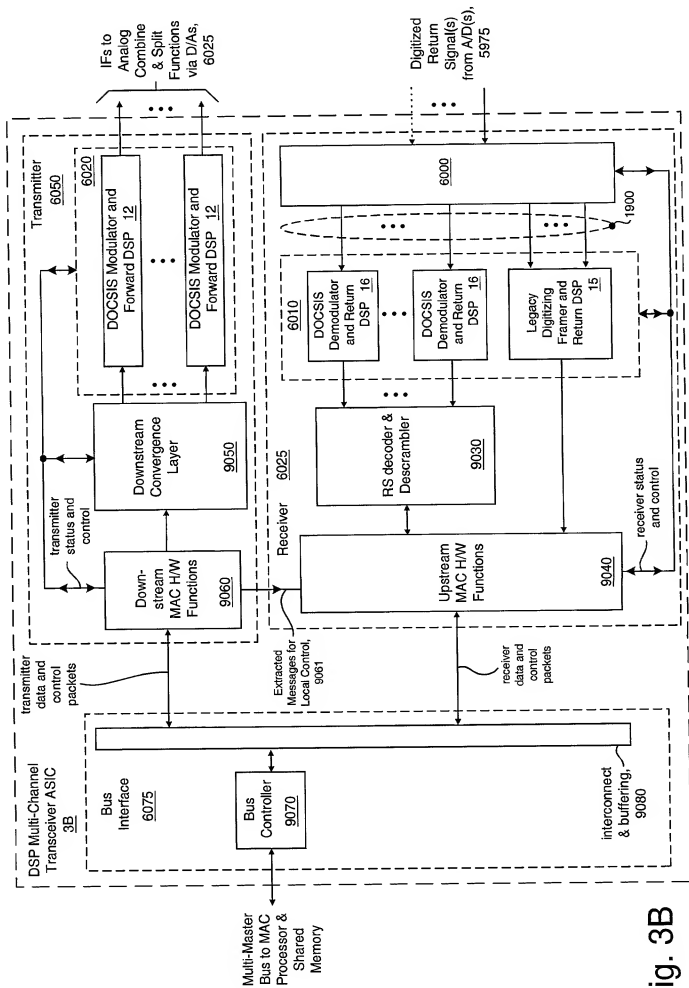 DSP Multi-Channel
Transceiver ASIC
3B
Bus
Interface
6075
Bus
Controller
9070
Multi-Master
Bus to MAC
Processor &
Shared
Memory
interconnect
& buffering,
9080
transmitter
data and
control
packets
Extracted
Messages for
Local Control,
9061
receiver
data and
control
packets
transmitter
status and
control
Down-
stream
MAC H/W
Functions
9060
Downstream
Convergence
Layer
9050
Transmitter
6050
6020
DOCSIS Modulator and
Forward DSP 12
DOCSIS Modulator and
Forward DSP 12
IFs to
Analog
Combine
& Split
Functions
via D/As,
6025
Receiver
6025
Upstream
MAC H/W
Functions
9040
RS decoder &
Descrambler
9030
6010
DOCSIS
Demodulator
and Return
DSP 16
DOCSIS
Demodulator
and Return
DSP 16
Legacy
Digitizing
Framer and
Return DSP
15
receiver status
and control
1900
6000
Digitized
Return
Signal(s)
from A/D(s),
5975
ig. 3B